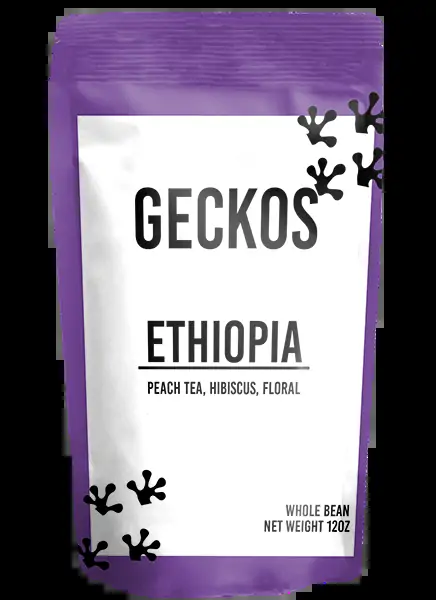 GECKOS
ETHIOPIA
PEACH TEA, HIBISCUS, FLORAL
WHOLE BEAN
NET WEIGHT 12OZ